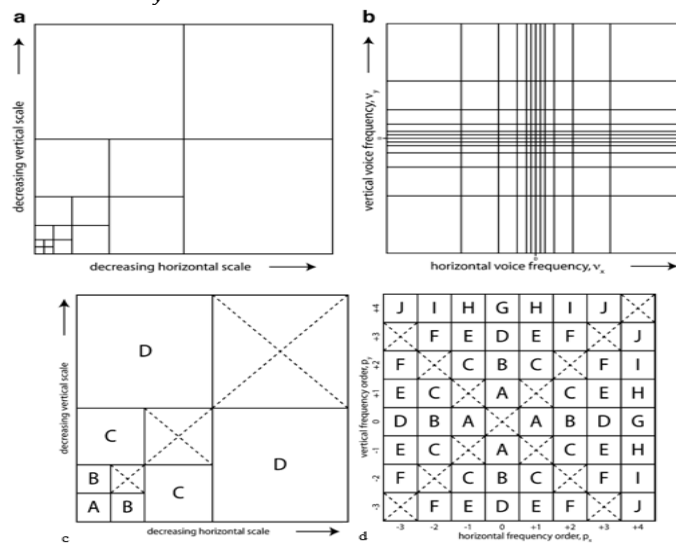 a
decreasing vertical scale
decreasing horizontal scale
b
vertical voice frequency, ν_y
0
0
horizontal voice frequency, ν_x
decreasing vertical scale
D
C
D
B
C
A B
c
decreasing horizontal scale
vertical frequency order, p_y
+4 J I H G H I J
+3 F E D E F J
+2 F C B C F I
+1 E C A C E H
0 D B A A B D G
-1 E C A C E H
-2 F C B C F I
-3 F E D E F J
-3 -2 -1 0 +1 +2 +3 +4
d
horizontal frequency order, p_x